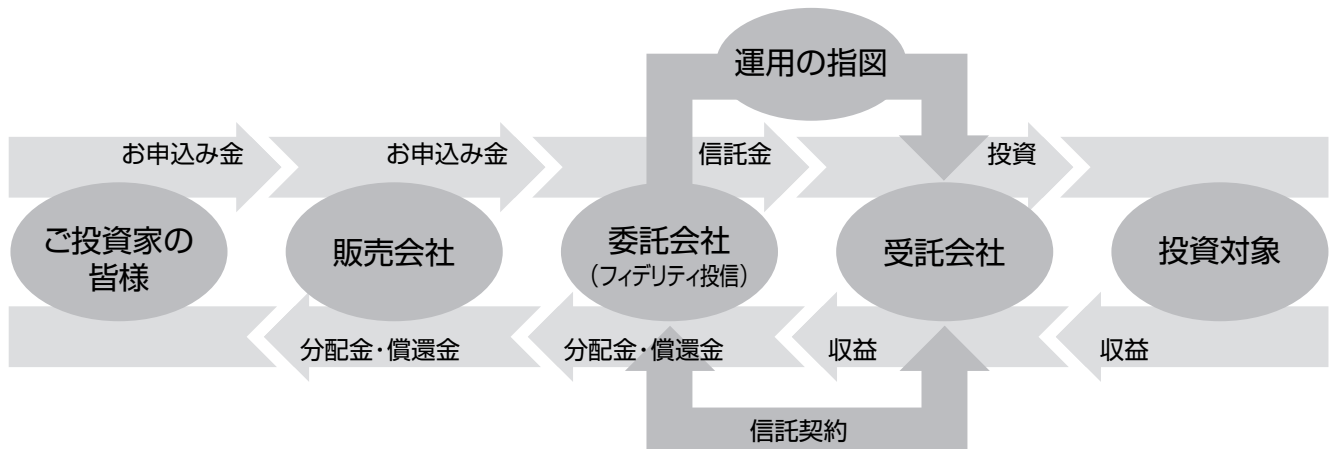 運用の指図
お申込み金
お申込み金
信託金
投資
ご投資家の
皆様
販売会社
委託会社
（フィデリティ投信）
受託会社
投資対象
分配金・償還金
分配金・償還金
収益
収益
信託契約